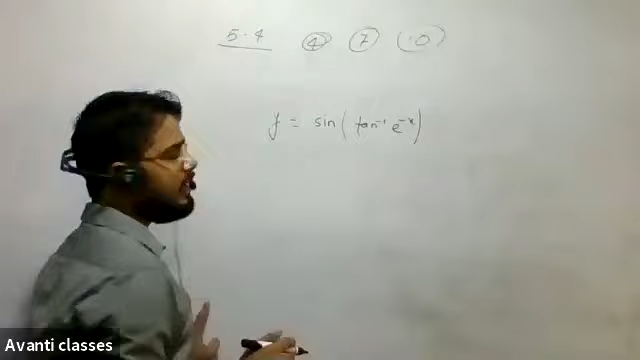 5.4 4 7 10
y = sin( tan⁻¹ e⁻ˣ )
Avanti classes